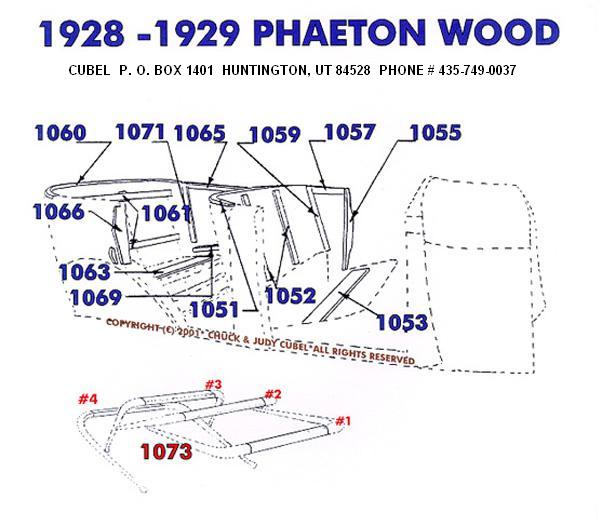 1928 -1929 PHAETON WOOD
CUBEL P. O. BOX 1401 HUNTINGTON, UT 84528 PHONE # 435-749-0037
1060 1071 1065 1059 1057 1055
1066 1061
1063
1069 1051 1052 1053
COPYRIGHT (C) 2001* CHUCK & JUDY CUBEL*ALL RIGHTS RESERVED
#4 #3 #2 #1
1073